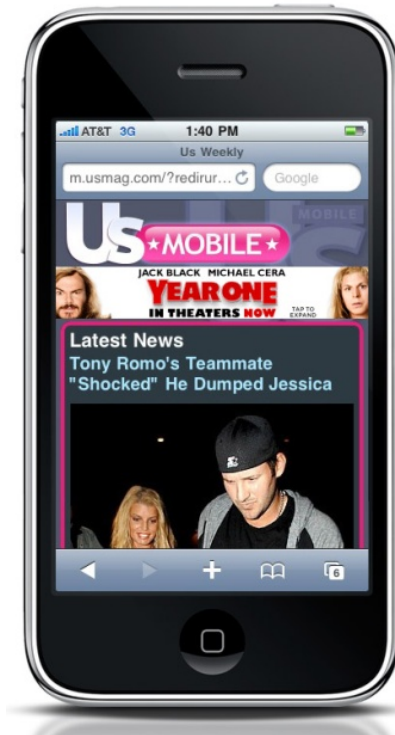 AT&T 3G 1:40 PM
Us Weekly
m.usmag.com/?redirur... Google
Us MOBILE MOBILE
JACK BLACK MICHAEL CERA
YEAR ONE
IN THEATERS NOW TAP TO
EXPAND
Latest News
Tony Romo's Teammate
"Shocked" He Dumped Jessica
6